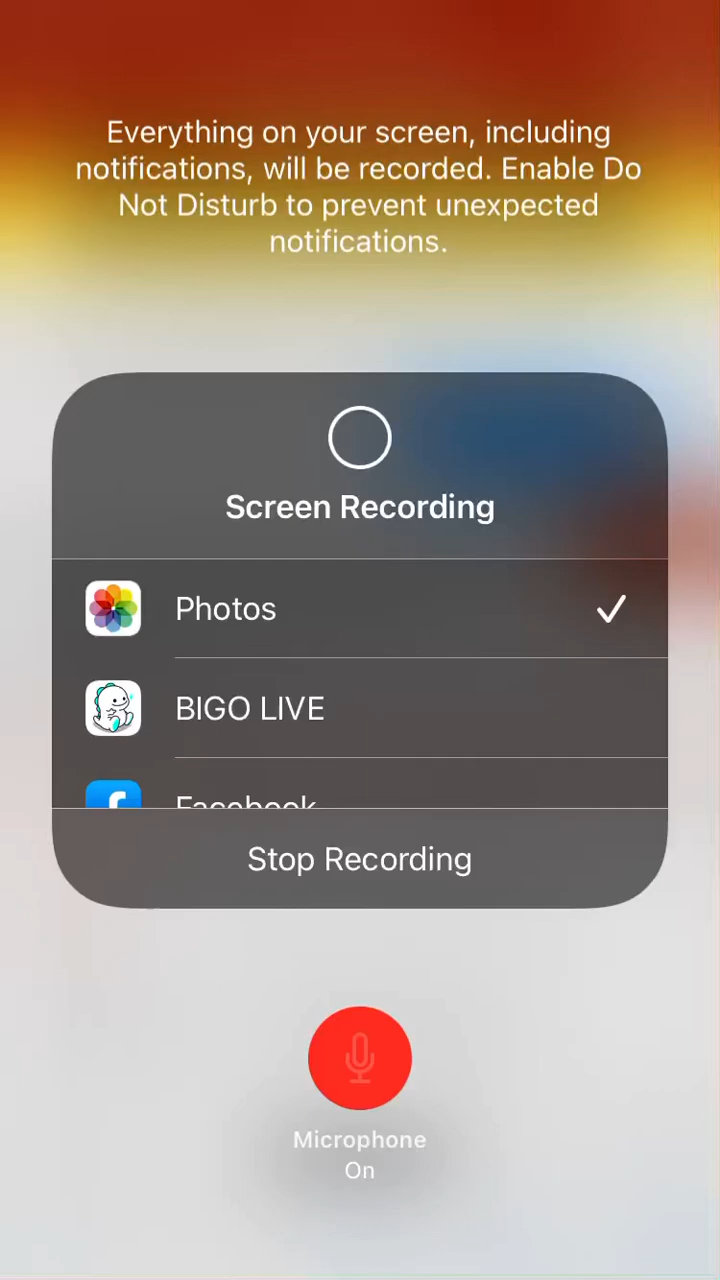 Everything on your screen, including
notifications, will be recorded. Enable Do
Not Disturb to prevent unexpected
notifications.
Screen Recording
Photos
BIGO LIVE
Facebook
Stop Recording
Microphone
On